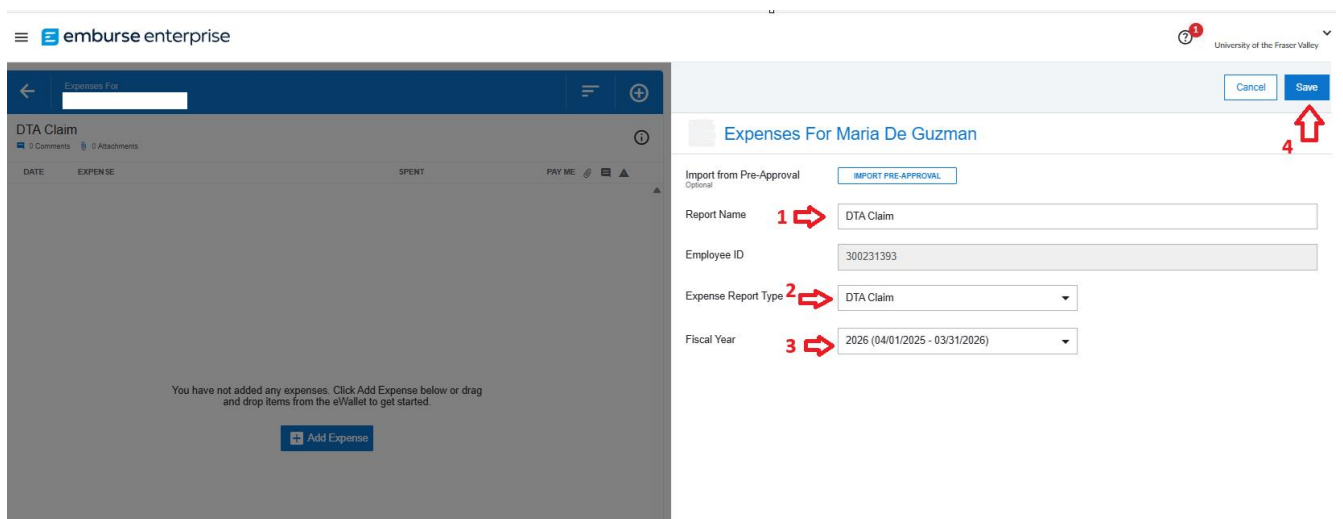 emburse enterprise
1
University of the Fraser Valley
Expenses For
DTA Claim
0 Comments 0 Attachments
DATE EXPENSE SPENT PAY ME
You have not added any expenses. Click Add Expense below or drag
and drop items from the eWallet to get started.
Add Expense
Cancel Save
4
Expenses For Maria De Guzman
Import from Pre-Approval IMPORT PRE-APPROVAL
Optional
Report Name 1 DTA Claim
Employee ID 300231393
Expense Report Type 2 DTA Claim
Fiscal Year 3 2026 (04/01/2025 - 03/31/2026)